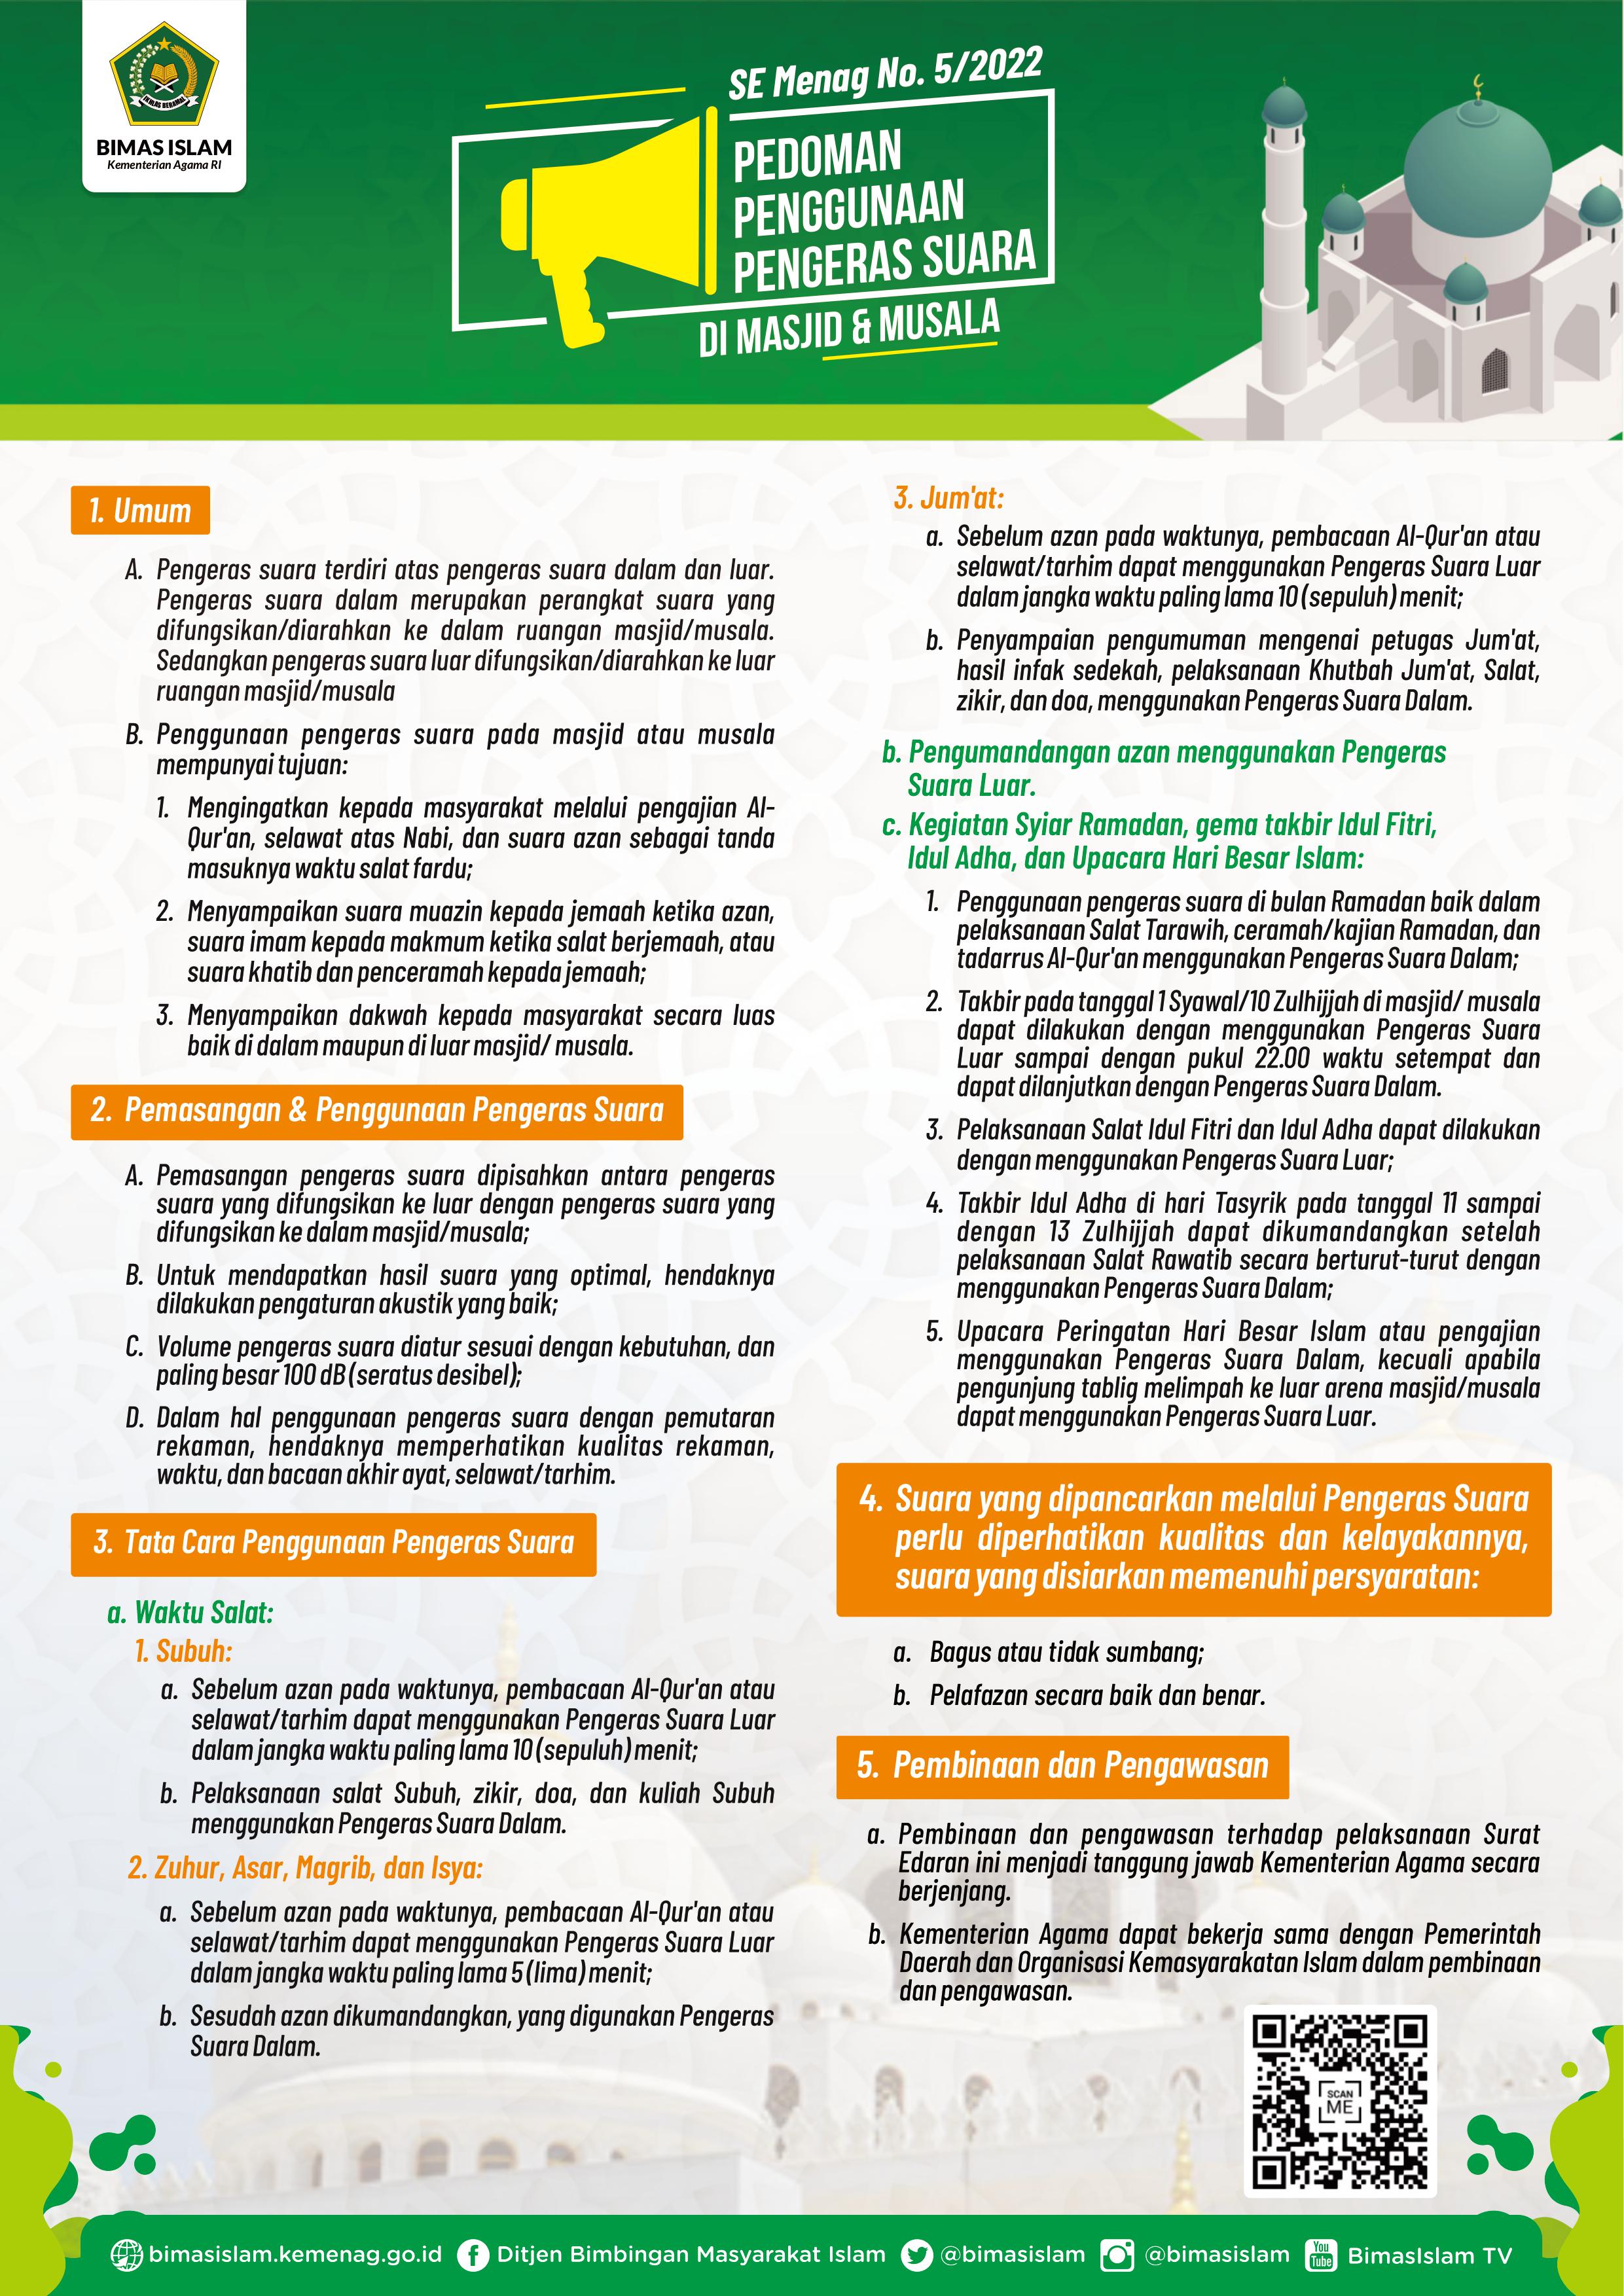 IKHLAS BERAMAL
BIMAS ISLAM
Kementerian Agama RI
SE Menag No. 5/2022
PEDOMAN
PENGGUNAAN
PENGERAS SUARA
DI MASJID & MUSALA
1. Umum
A. Pengeras suara terdiri atas pengeras suara dalam dan luar.
Pengeras suara dalam merupakan perangkat suara yang
difungsikan/diarahkan ke dalam ruangan masjid/musala.
Sedangkan pengeras suara luar difungsikan/diarahkan ke luar
ruangan masjid/musala
B. Penggunaan pengeras suara pada masjid atau musala
mempunyai tujuan:
1. Mengingatkan kepada masyarakat melalui pengajian Al-
Qur'an, selawat atas Nabi, dan suara azan sebagai tanda
masuknya waktu salat fardu;
2. Menyampaikan suara muazin kepada jemaah ketika azan,
suara imam kepada makmum ketika salat berjemaah, atau
suara khatib dan penceramah kepada jemaah;
3. Menyampaikan dakwah kepada masyarakat secara luas
baik di dalam maupun di luar masjid/ musala.
2. Pemasangan & Penggunaan Pengeras Suara
A. Pemasangan pengeras suara dipisahkan antara pengeras
suara yang difungsikan ke luar dengan pengeras suara yang
difungsikan ke dalam masjid/musala;
B. Untuk mendapatkan hasil suara yang optimal, hendaknya
dilakukan pengaturan akustik yang baik;
C. Volume pengeras suara diatur sesuai dengan kebutuhan, dan
paling besar 100 dB (seratus desibel);
D. Dalam hal penggunaan pengeras suara dengan pemutaran
rekaman, hendaknya memperhatikan kualitas rekaman,
waktu, dan bacaan akhir ayat, selawat/tarhim.
3. Tata Cara Penggunaan Pengeras Suara
a. Waktu Salat:
1. Subuh:
a. Sebelum azan pada waktunya, pembacaan Al-Qur'an atau
selawat/tarhim dapat menggunakan Pengeras Suara Luar
dalam jangka waktu paling lama 10 (sepuluh) menit;
b. Pelaksanaan salat Subuh, zikir, doa, dan kuliah Subuh
menggunakan Pengeras Suara Dalam.
2. Zuhur, Asar, Magrib, dan Isya:
a. Sebelum azan pada waktunya, pembacaan Al-Qur'an atau
selawat/tarhim dapat menggunakan Pengeras Suara Luar
dalam jangka waktu paling lama 5 (lima) menit;
b. Sesudah azan dikumandangkan, yang digunakan Pengeras
Suara Dalam.
3. Jum'at:
a. Sebelum azan pada waktunya, pembacaan Al-Qur'an atau
selawat/tarhim dapat menggunakan Pengeras Suara Luar
dalam jangka waktu paling lama 10 (sepuluh) menit;
b. Penyampaian pengumuman mengenai petugas Jum'at,
hasil infak sedekah, pelaksanaan Khutbah Jum'at, Salat,
zikir, dan doa, menggunakan Pengeras Suara Dalam.
b. Pengumandangan azan menggunakan Pengeras
Suara Luar.
c. Kegiatan Syiar Ramadan, gema takbir Idul Fitri,
Idul Adha, dan Upacara Hari Besar Islam:
1. Penggunaan pengeras suara di bulan Ramadan baik dalam
pelaksanaan Salat Tarawih, ceramah/kajian Ramadan, dan
tadarrus Al-Qur'an menggunakan Pengeras Suara Dalam;
2. Takbir pada tanggal 1 Syawal/10 Zulhijjah di masjid/ musala
dapat dilakukan dengan menggunakan Pengeras Suara
Luar sampai dengan pukul 22.00 waktu setempat dan
dapat dilanjutkan dengan Pengeras Suara Dalam.
3. Pelaksanaan Salat Idul Fitri dan Idul Adha dapat dilakukan
dengan menggunakan Pengeras Suara Luar;
4. Takbir Idul Adha di hari Tasyrik pada tanggal 11 sampai
dengan 13 Zulhijjah dapat dikumandangkan setelah
pelaksanaan Salat Rawatib secara berturut-turut dengan
menggunakan Pengeras Suara Dalam;
5. Upacara Peringatan Hari Besar Islam atau pengajian
menggunakan Pengeras Suara Dalam, kecuali apabila
pengunjung tablig melimpah ke luar arena masjid/musala
dapat menggunakan Pengeras Suara Luar.
4. Suara yang dipancarkan melalui Pengeras Suara
perlu diperhatikan kualitas dan kelayakannya,
suara yang disiarkan memenuhi persyaratan:
a. Bagus atau tidak sumbang;
b. Pelafazan secara baik dan benar.
5. Pembinaan dan Pengawasan
a. Pembinaan dan pengawasan terhadap pelaksanaan Surat
Edaran ini menjadi tanggung jawab Kementerian Agama secara
berjenjang.
b. Kementerian Agama dapat bekerja sama dengan Pemerintah
Daerah dan Organisasi Kemasyarakatan Islam dalam pembinaan
dan pengawasan.
SCAN
ME
bimasislam.kemenag.go.id Ditjen Bimbingan Masyarakat Islam @bimasislam @bimasislam You Tube BimasIslam TV